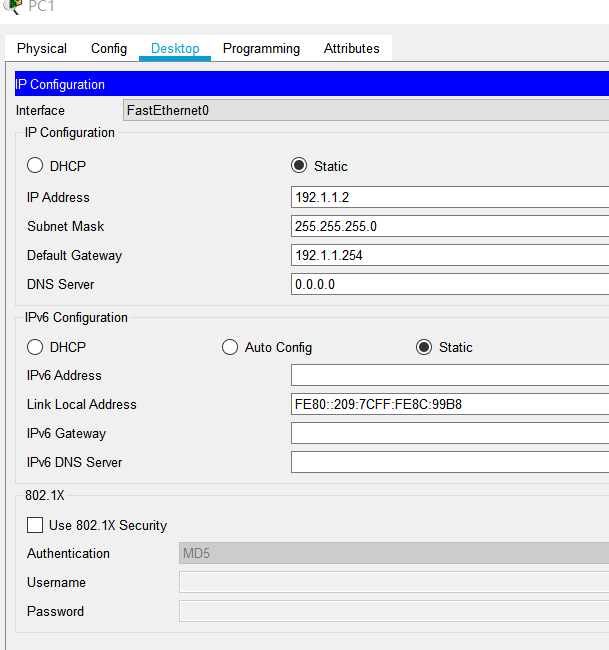 PC1
Physical Config Desktop Programming Attributes
IP Configuration
Interface FastEthernet0
IP Configuration
DHCP Static
IP Address 192.1.1.2
Subnet Mask 255.255.255.0
Default Gateway 192.1.1.254
DNS Server 0.0.0.0
IPv6 Configuration
DHCP Auto Config Static
IPv6 Address
Link Local Address FE80::209:7CFF:FE8C:99B8
IPv6 Gateway
IPv6 DNS Server
802.1X
Use 802.1X Security
Authentication MD5
Username
Password